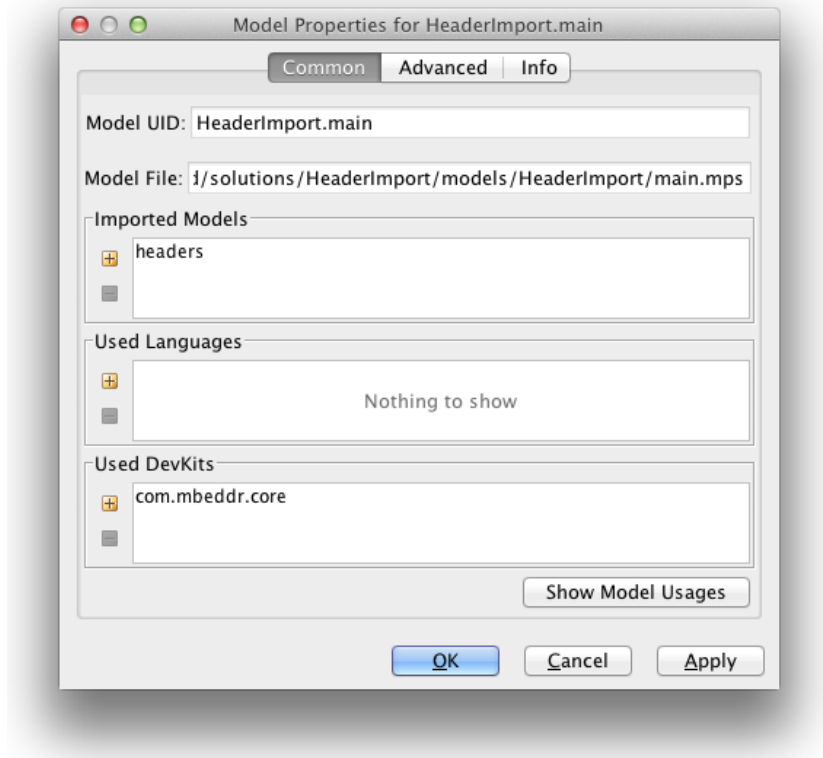 Model Properties for HeaderImport.main
Common Advanced Info
Model UID: HeaderImport.main
Model File: /solutions/HeaderImport/models/HeaderImport/main.mps
Imported Models
headers
Used Languages
Nothing to show
Used DevKits
com.mbeddr.core
Show Model Usages
OK Cancel Apply